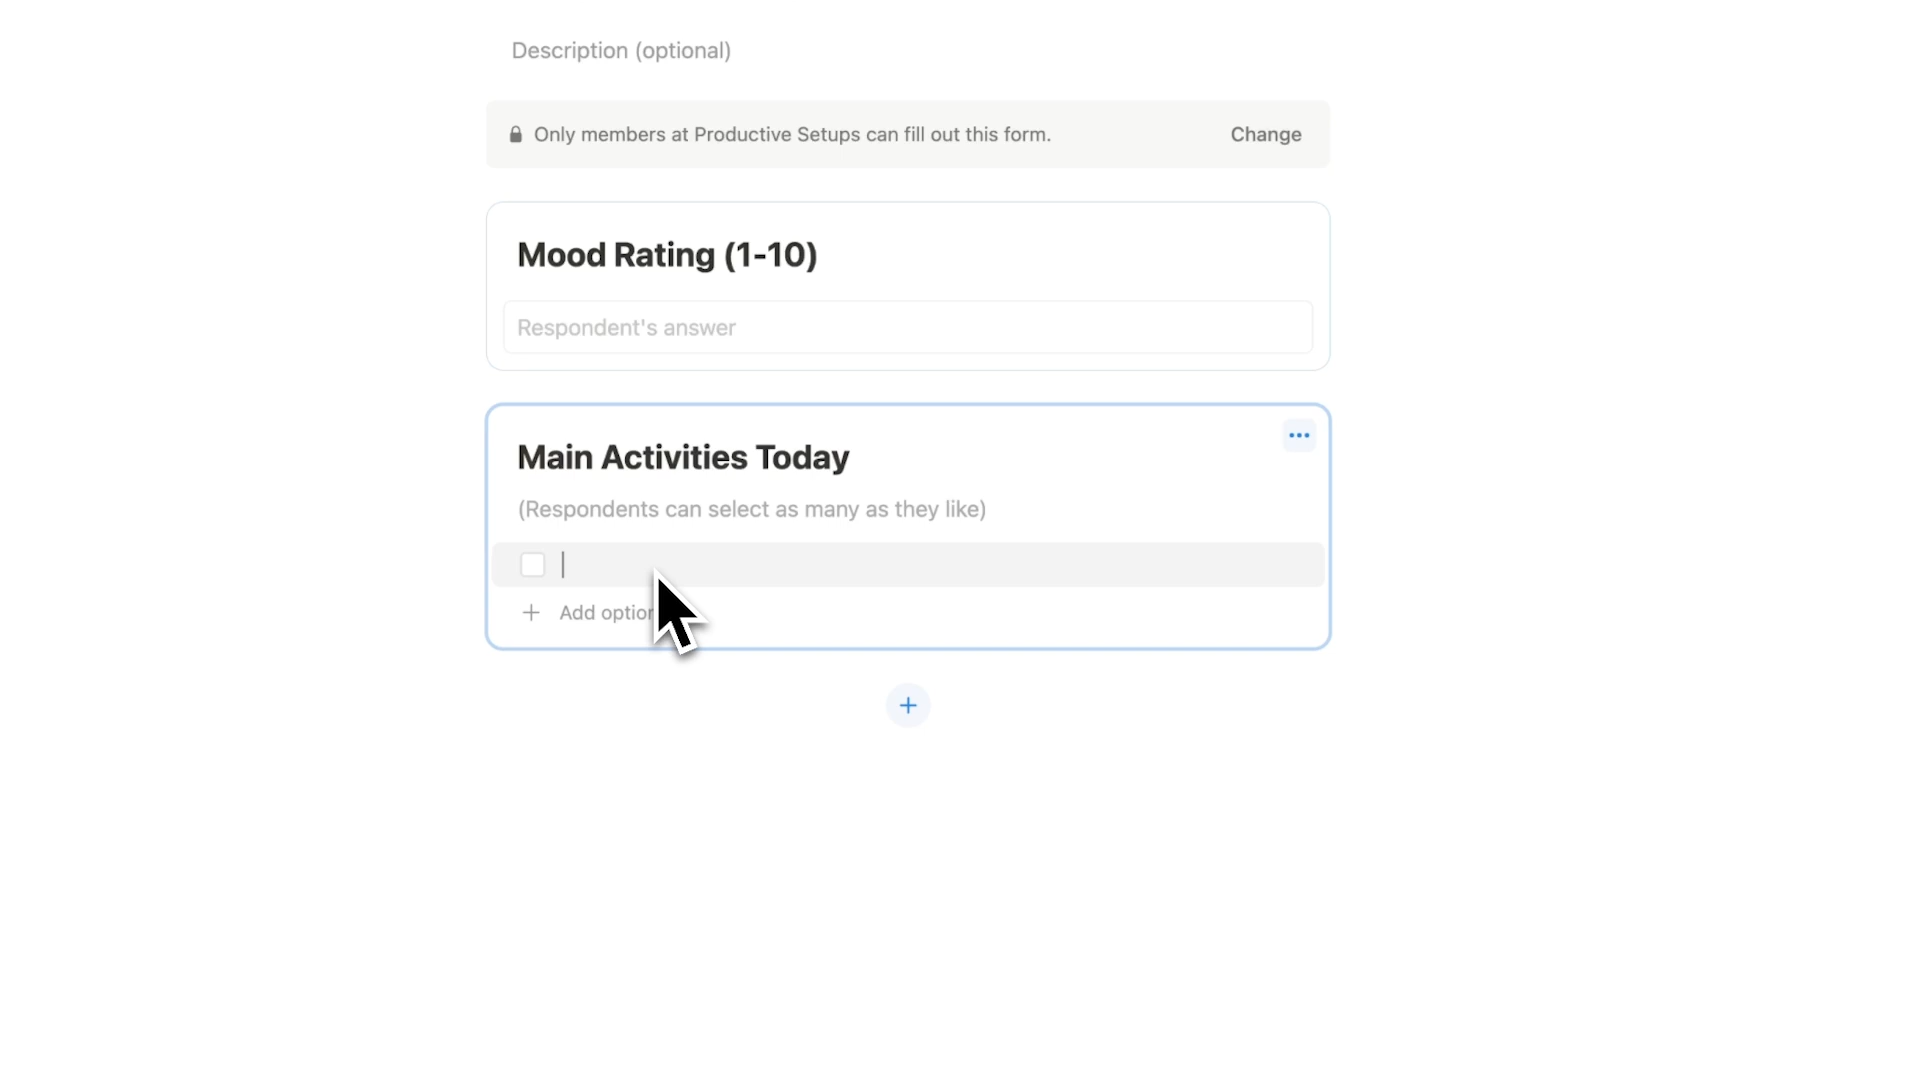 Description (optional)
Only members at Productive Setups can fill out this form.
Change
Mood Rating (1-10)
Respondent's answer
Main Activities Today
(Respondents can select as many as they like)
Add option